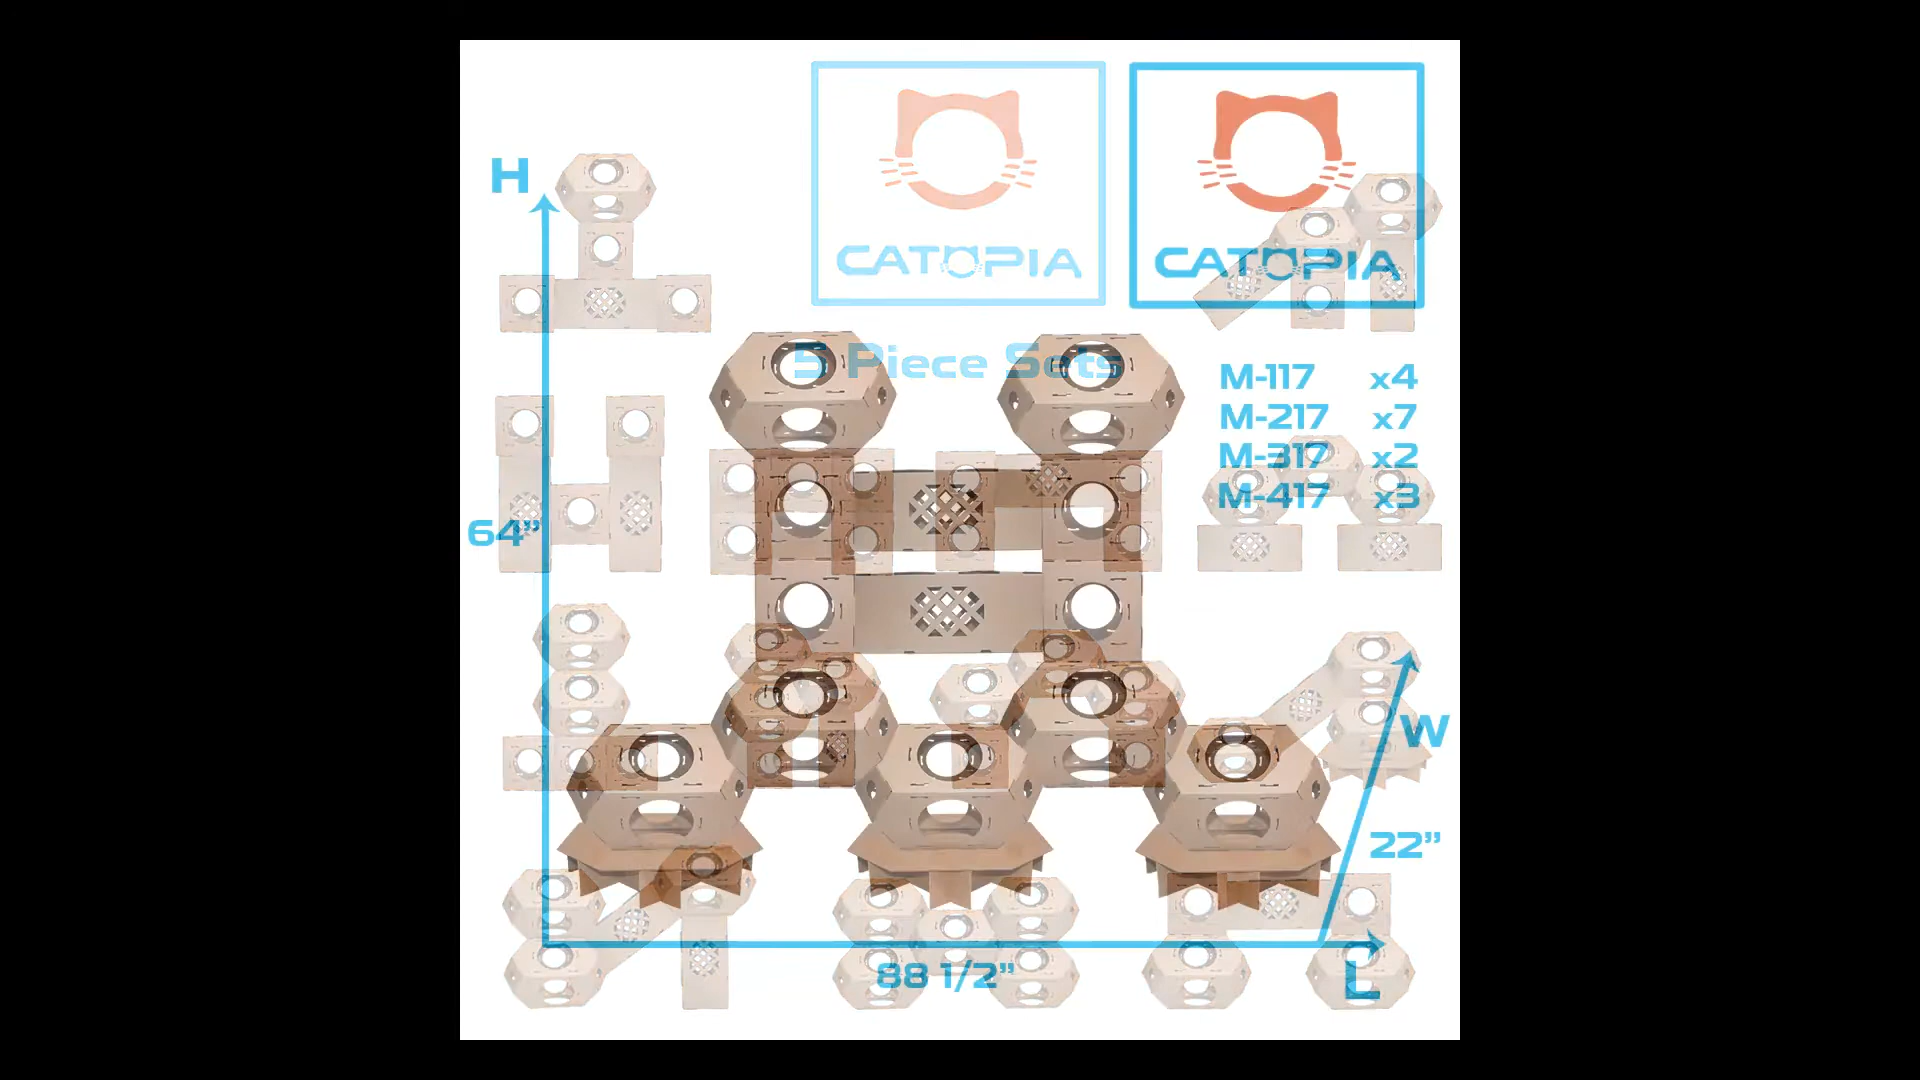 H
CATOPIA
CATOPIA
5 Piece Sets
M-117 x4
M-217 x7
M-317 x2
M-417 x3
64”
W
22”
88 1/2”
L